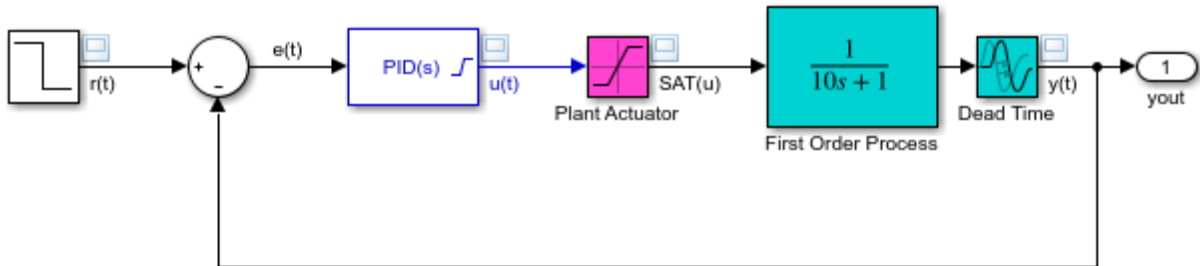 r(t)
+
-
e(t)
PID(s)
u(t)
Plant Actuator
SAT(u)
1
10s + 1
First Order Process
Dead Time
y(t)
1
yout